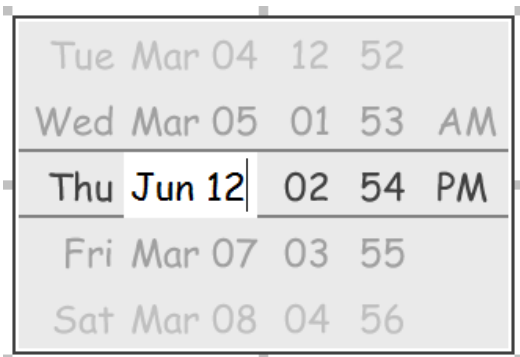 Tue Mar 04 12 52
Wed Mar 05 01 53 AM
Thu Jun 12 02 54 PM
Fri Mar 07 03 55
Sat Mar 08 04 56